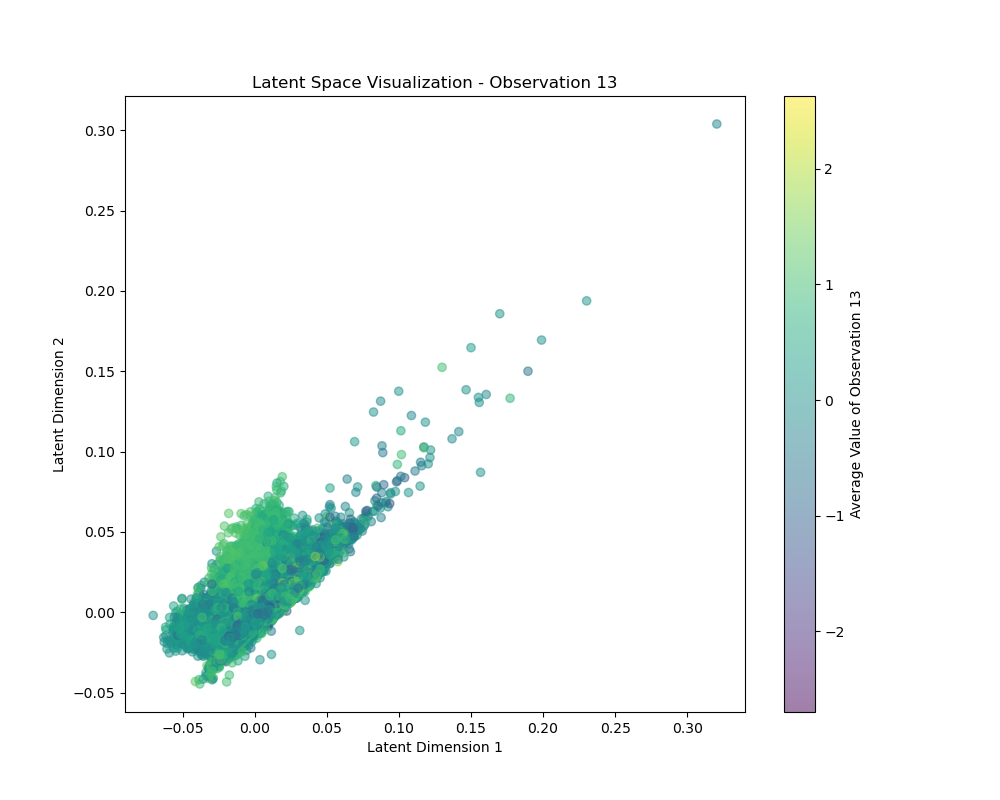 Latent Space Visualization - Observation 13
0.30
0.25
0.20
0.15
0.10
0.05
0.00
−0.05
Latent Dimension 2
−0.05 0.00 0.05 0.10 0.15 0.20 0.25 0.30
Latent Dimension 1
2
1
0
−1
−2
Average Value of Observation 13